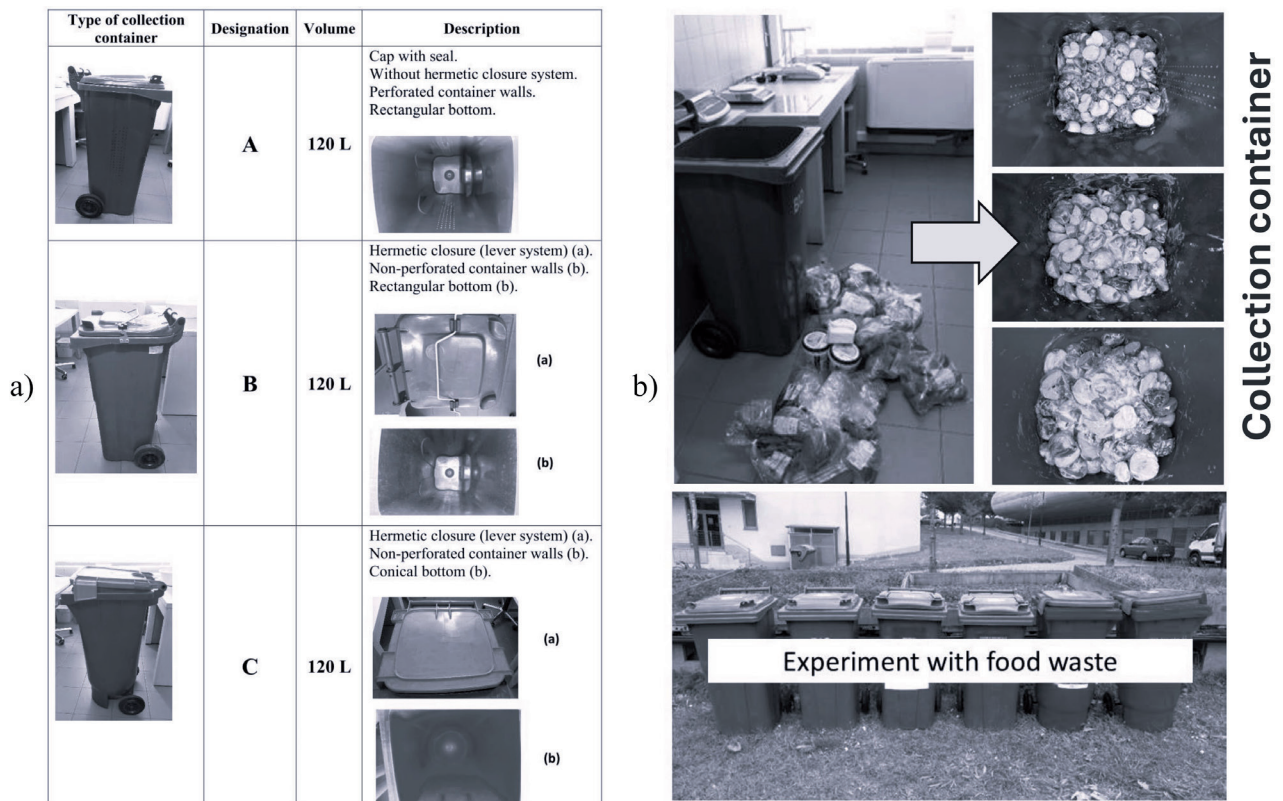 a)
Type of collection
container
Designation
Volume
Description
A
120 L
Cap with seal.
Without hermetic closure system.
Perforated container walls.
Rectangular bottom.
B
120 L
Hermetic closure (lever system) (a).
Non-perforated container walls (b).
Rectangular bottom (b).
(a)
(b)
C
120 L
Hermetic closure (lever system) (a).
Non-perforated container walls (b).
Conical bottom (b).
(a)
(b)
b)
Collection container
Experiment with food waste